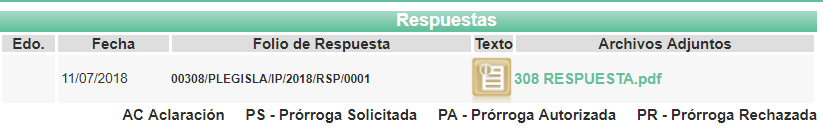 Respuestas
Edo. Fecha Folio de Respuesta Texto Archivos Adjuntos
11/07/2018 00308/PLEGISLA/IP/2018/RSP/0001 308 RESPUESTA.pdf
AC Aclaración PS - Prórroga Solicitada PA - Prórroga Autorizada PR - Prórroga Rechazada